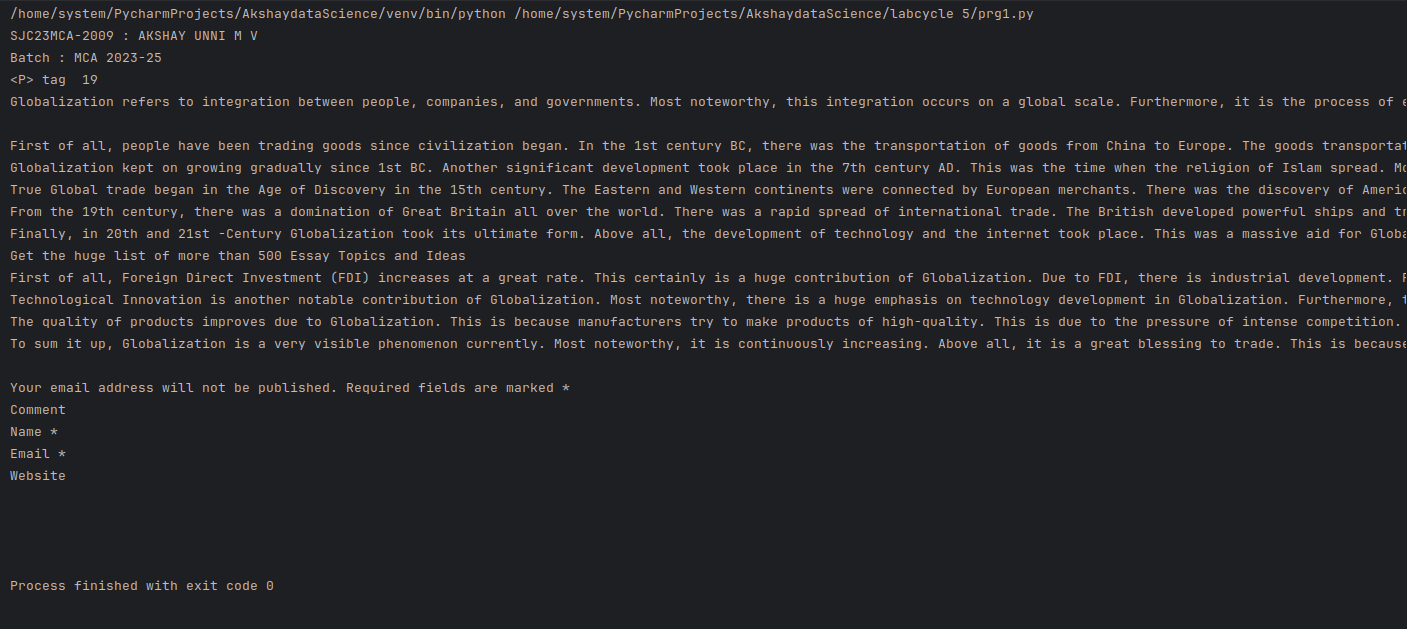 /home/system/PycharmProjects/AkshaydataScience/venv/bin/python /home/system/PycharmProjects/AkshaydataScience/labcycle 5/prg1.py
SJC23MCA-2009 : AKSHAY UNNI M V
Batch : MCA 2023-25
<P> tag  19
Globalization refers to integration between people, companies, and governments. Most noteworthy, this integration occurs on a global scale. Furthermore, it is the process of
First of all, people have been trading goods since civilization began. In the 1st century BC, there was the transportation of goods from China to Europe. The goods
Globalization kept on growing gradually since 1st BC. Another significant development took place in the 7th century AD. This was the time when the religion of Islam spread.
True Global trade began in the Age of Discovery in the 15th century. The Eastern and Western continents were connected by European merchants. There was the discovery of
From the 19th century, there was a domination of Great Britain all over the world. There was a rapid spread of international trade. The British developed powerful ships and
Finally, in 20th and 21st -Century Globalization took its ultimate form. Above all, the development of technology and the internet took place. This was a massive aid for
Get the huge list of more than 500 Essay Topics and Ideas
First of all, Foreign Direct Investment (FDI) increases at a great rate. This certainly is a huge contribution of Globalization. Due to FDI, there is industrial development.
Technological Innovation is another notable contribution of Globalization. Most noteworthy, there is a huge emphasis on technology development in Globalization. Furthermore,
The quality of products improves due to Globalization. This is because manufacturers try to make products of high-quality. This is due to the pressure of intense competition.
To sum it up, Globalization is a very visible phenomenon currently. Most noteworthy, it is continuously increasing. Above all, it is a great blessing to trade. This is because
Your email address will not be published. Required fields are marked *
Comment
Name *
Email *
Website
Process finished with exit code 0